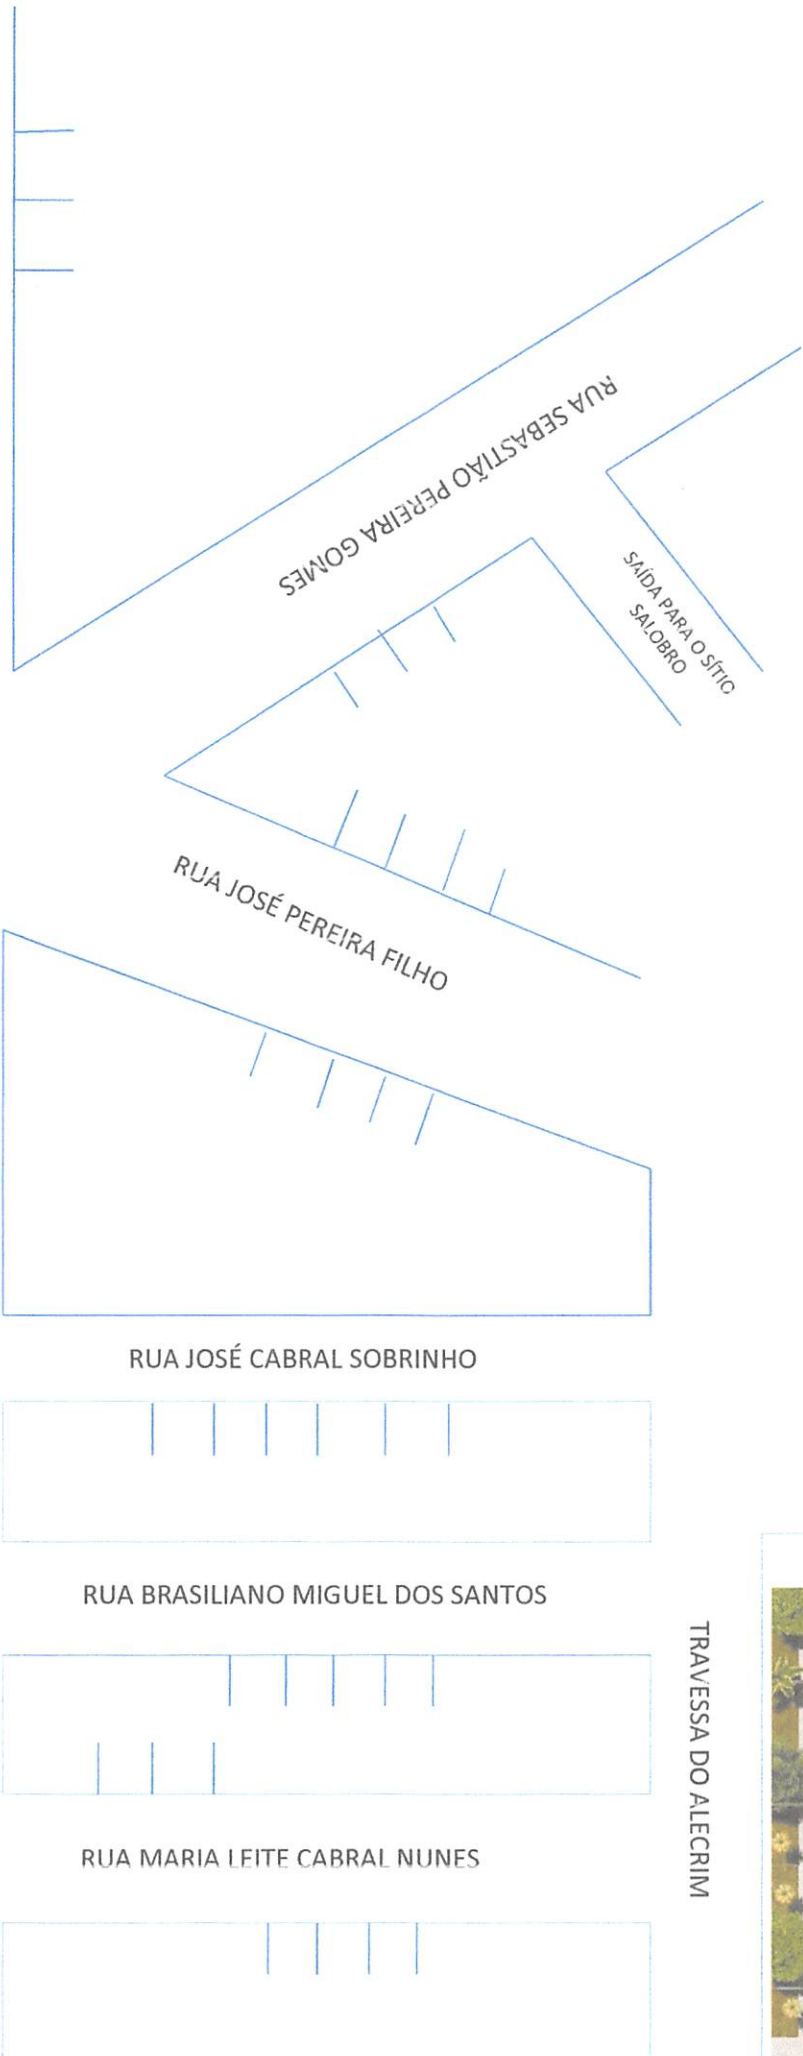 RUA SEBASTIÃO PEREIRA GOMES
SAÍDA PARA O SÍTIO
SALOBRO
RUA JOSÉ PEREIRA FILHO
RUA JOSÉ CABRAL SOBRINHO
RUA BRASILIANO MIGUEL DOS SANTOS
TRAVESSA DO ALECRIM
RUA MARIA LEITE CABRAL NUNES